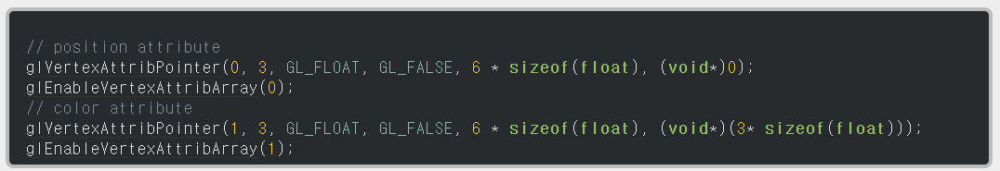 // position attribute
glVertexAttribPointer(0, 3, GL_FLOAT, GL_FALSE, 6 * sizeof(float), (void*)0);
glEnableVertexAttribArray(0);
// color attribute
glVertexAttribPointer(1, 3, GL_FLOAT, GL_FALSE, 6 * sizeof(float), (void*)(3* sizeof(float)));
glEnableVertexAttribArray(1);